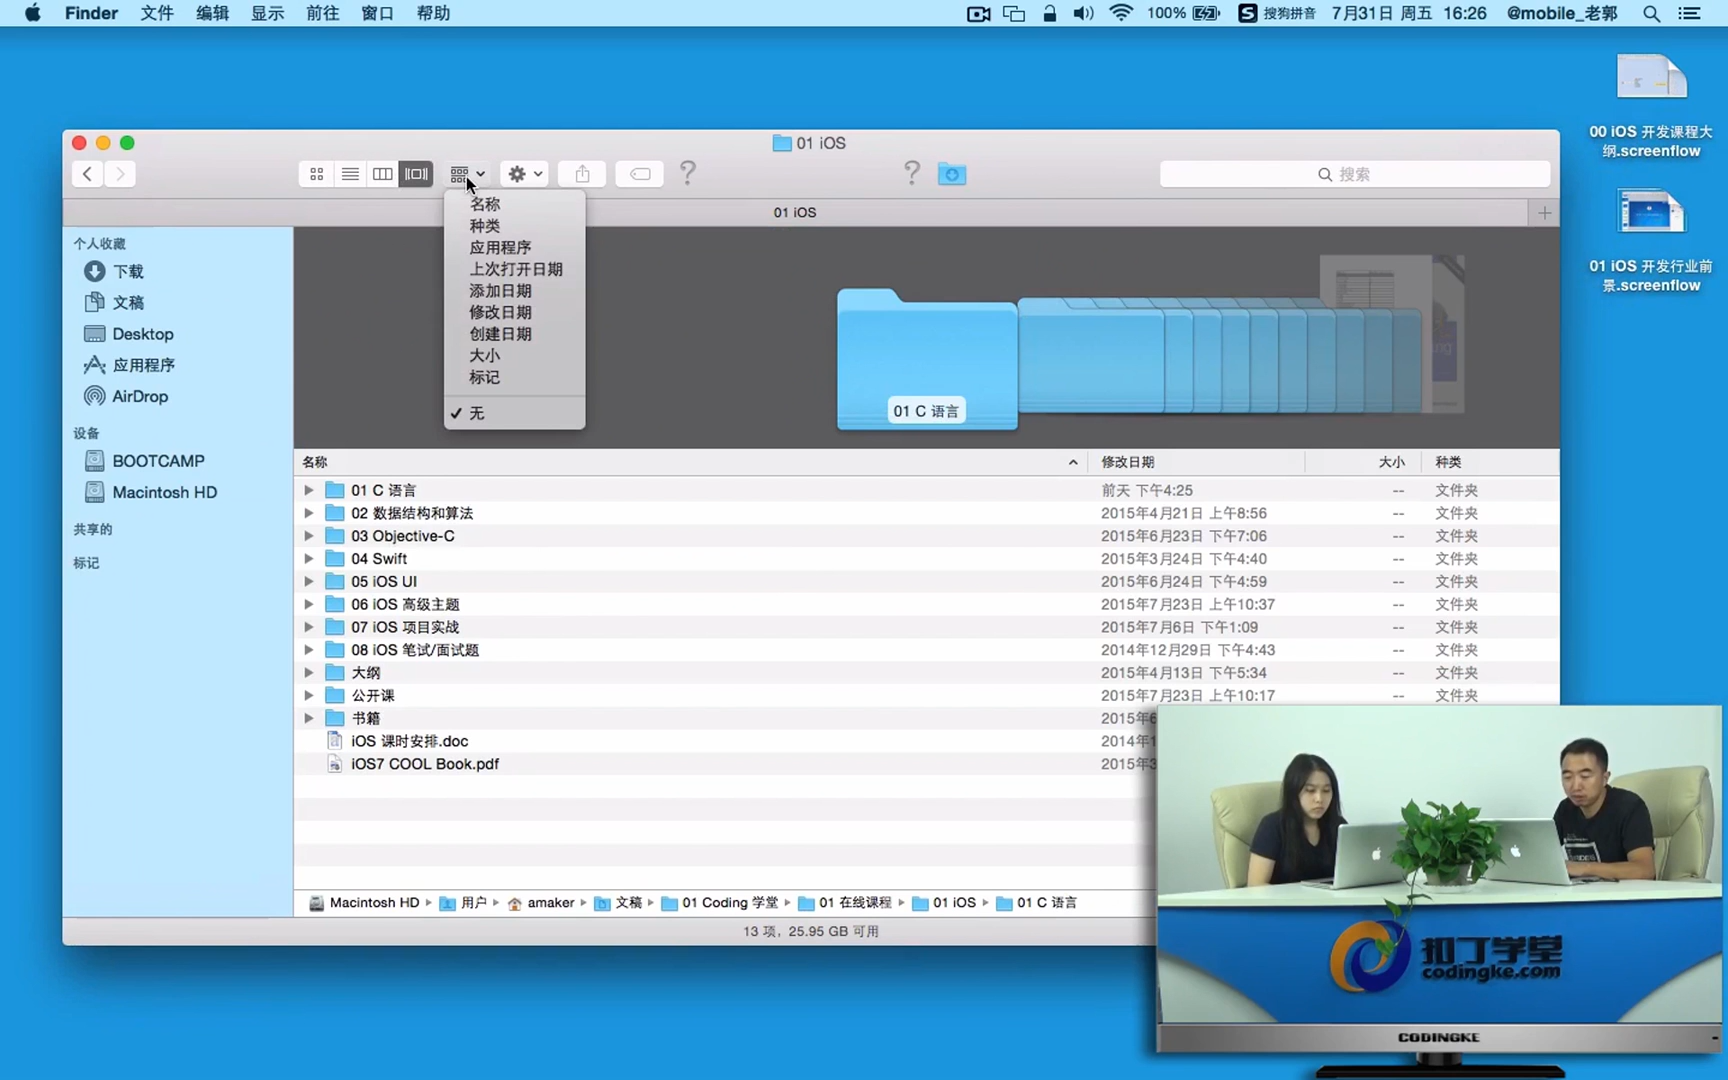 Finder 文件 编辑 显示 前往 窗口 帮助 100% S 搜狗拼音 7月31日 周五 16:26 @mobile_老郭
00 iOS 开发课程大
纲.screenflow
01 iOS 开发行业前
景.screenflow
01 iOS
搜索
01 iOS
名称
种类
应用程序
上次打开日期
添加日期
修改日期
创建日期
大小
标记
无
个人收藏
下载
文稿
Desktop
应用程序
AirDrop
设备
BOOTCAMP
Macintosh HD
共享的
标记
01 C 语言
名称 修改日期 大小 种类
01 C 语言 前天 下午4:25 -- 文件夹
02 数据结构和算法 2015年4月21日 上午8:56 -- 文件夹
03 Objective-C 2015年6月23日 下午7:06 -- 文件夹
04 Swift 2015年3月24日 下午4:40 -- 文件夹
05 iOS UI 2015年6月24日 下午4:59 -- 文件夹
06 iOS 高级主题 2015年7月23日 上午10:37 -- 文件夹
07 iOS 项目实战 2015年7月6日 下午1:09 -- 文件夹
08 iOS 笔试/面试题 2014年12月29日 下午4:43 -- 文件夹
大纲 2015年4月13日 下午5:34 -- 文件夹
公开课 2015年7月23日 上午10:17 -- 文件夹
书籍 2015年6
iOS 课时安排.doc 2014年1
iOS7 COOL Book.pdf 2015年3
Macintosh HD 用户 amaker 文稿 01 Coding 学堂 01 在线课程 01 iOS 01 C 语言
13 项，25.95 GB 可用
扣丁学堂
codingke.com
CODINGKE